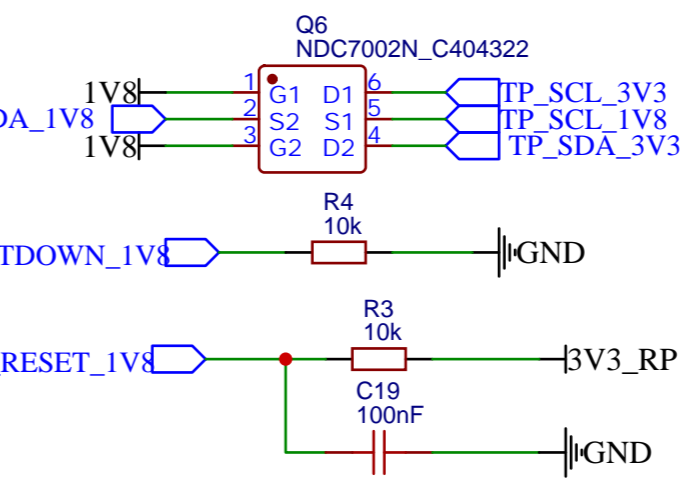 Q6
NDC7002N_C404322
1V8 1 G1 D1 6 TP_SCL_3V3
DA_1V8 2 S2 S1 5 TP_SCL_1V8
1V8 3 G2 D2 4 TP_SDA_3V3
R4
10k
TDOWN_1V8 GND
R3
10k
_RESET_1V8 3V3_RP
C19
100nF
GND